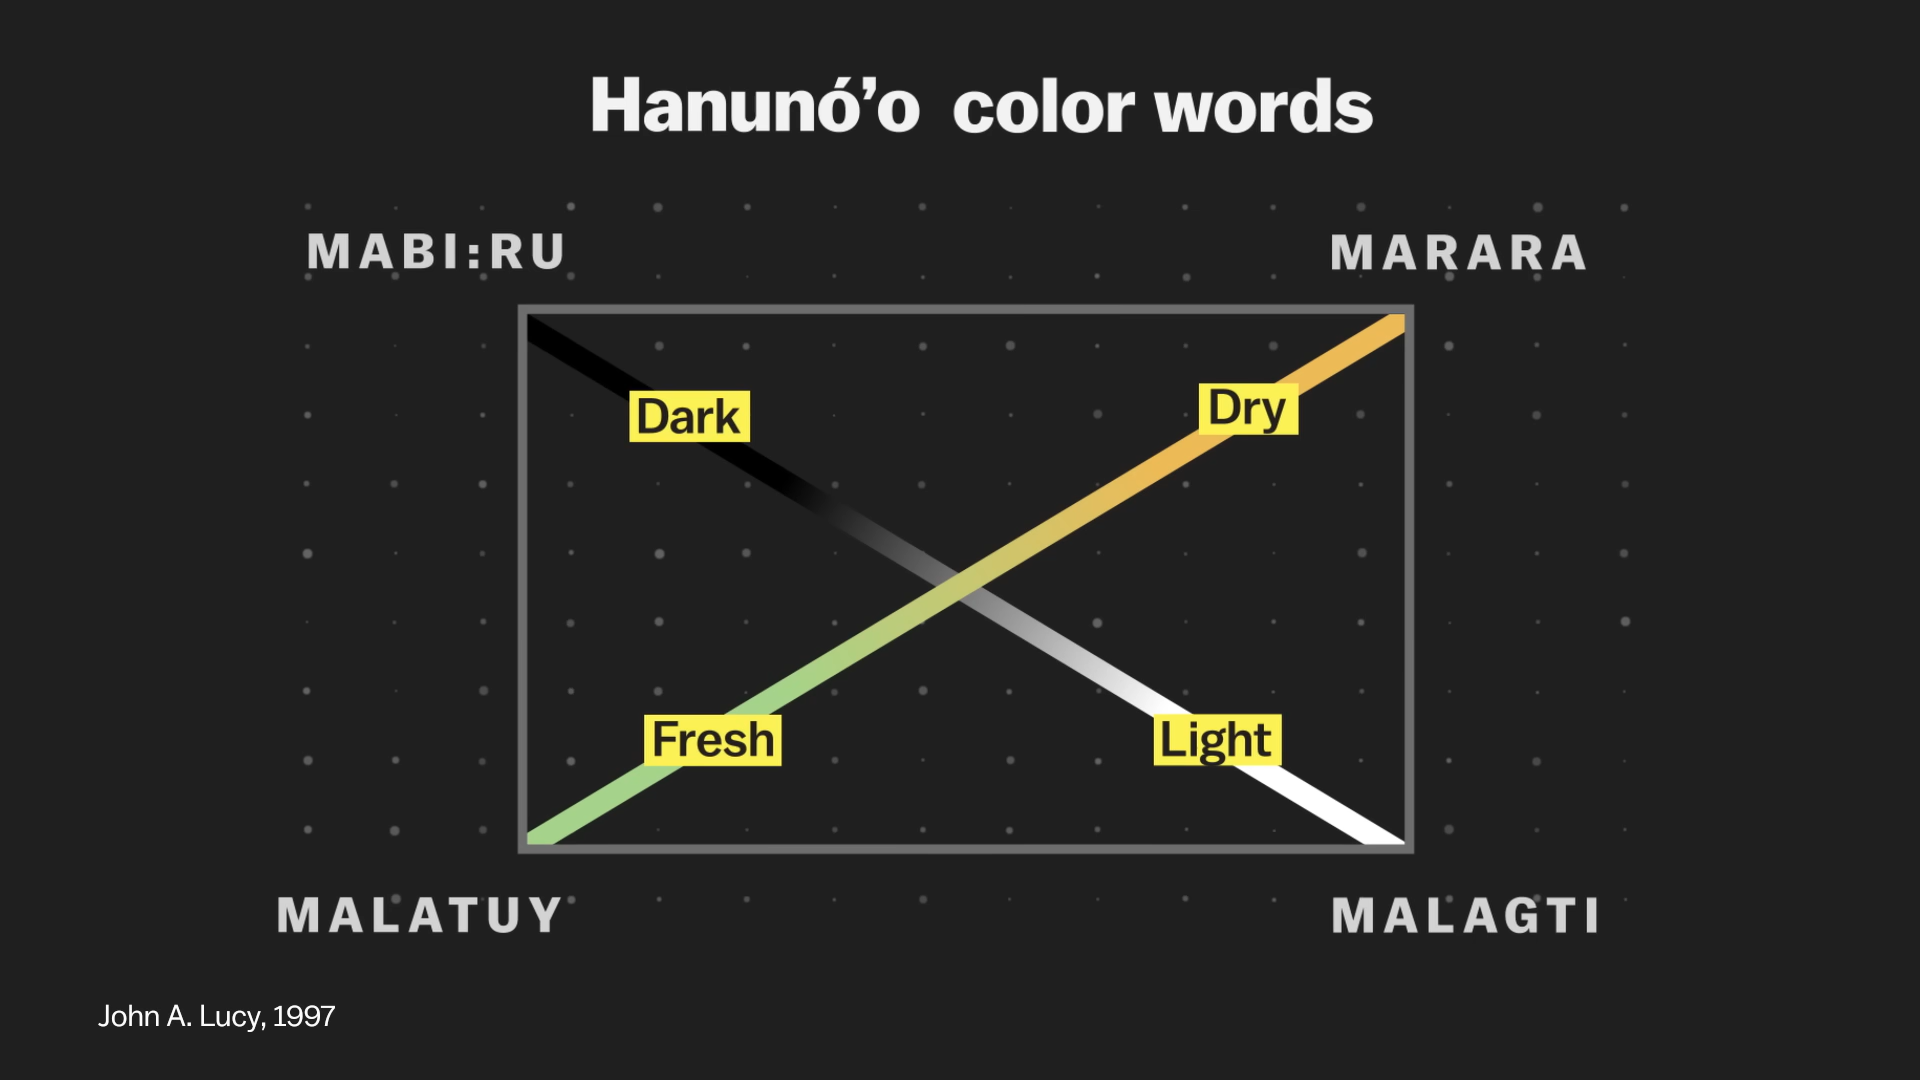 Hanunó’o color words
MABI:RU
MARARA
Dark
Dry
Fresh
Light
MALATUY
MALAGTI
John A. Lucy, 1997